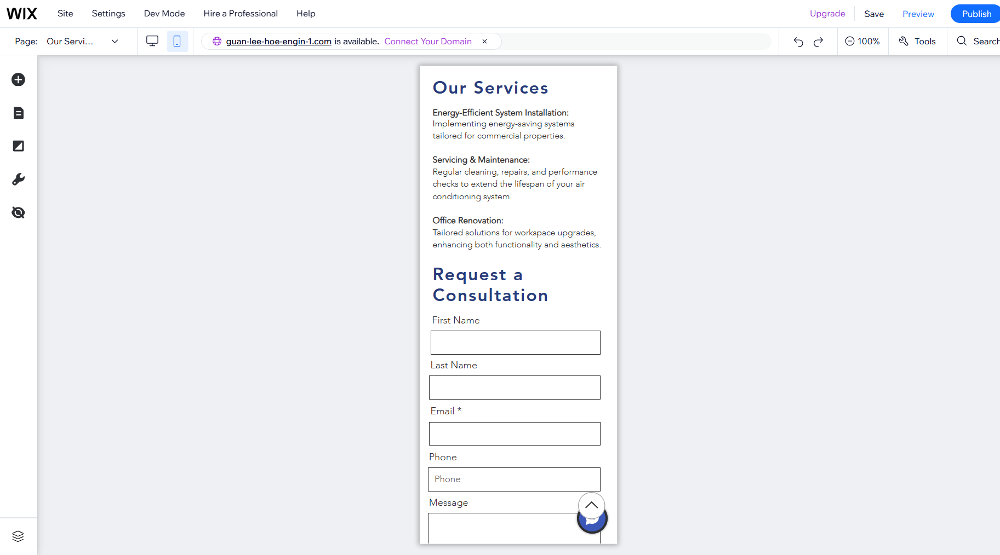 WIX Site Settings Dev Mode Hire a Professional Help Upgrade Save Preview Publish
Page: Our Servi... guan-lee-hoe-engin-1.com is available. Connect Your Domain × 100% Tools Search
Our Services
Energy-Efficient System Installation:
Implementing energy-saving systems
tailored for commercial properties.
Servicing & Maintenance:
Regular cleaning, repairs, and performance
checks to extend the lifespan of your air
conditioning system.
Office Renovation:
Tailored solutions for workspace upgrades,
enhancing both functionality and aesthetics.
Request a
Consultation
First Name
Last Name
Email *
Phone
Phone
Message